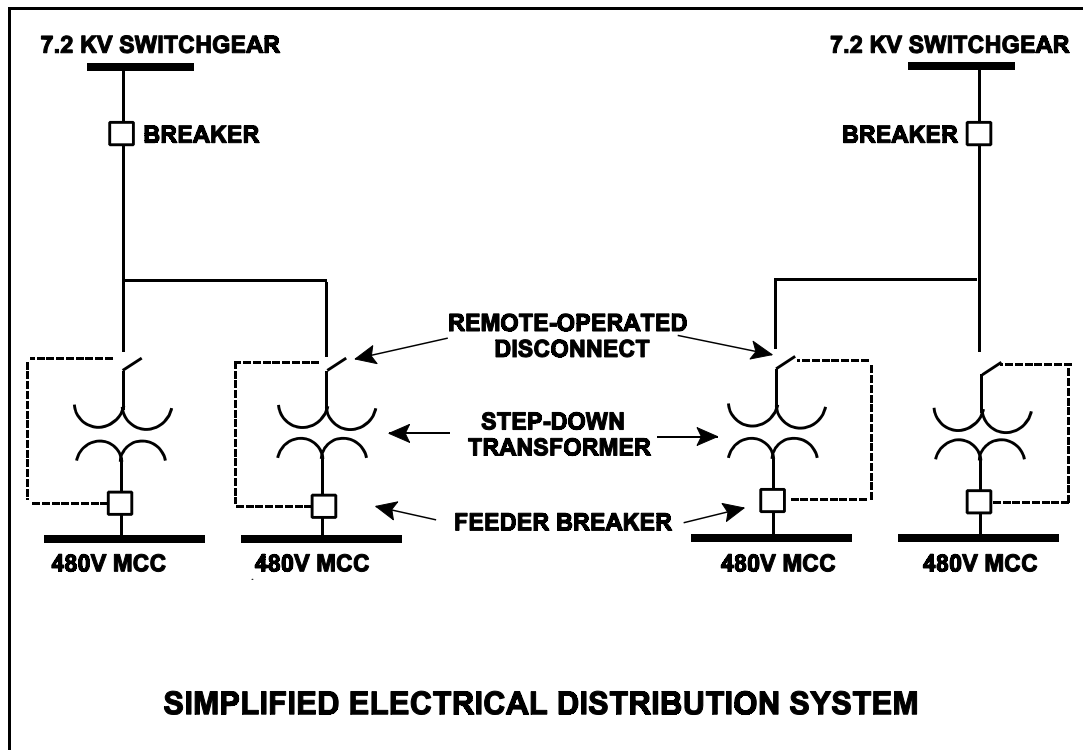 7.2 KV SWITCHGEAR
7.2 KV SWITCHGEAR
BREAKER
BREAKER
REMOTE-OPERATED
DISCONNECT
STEP-DOWN
TRANSFORMER
FEEDER BREAKER
480V MCC
480V MCC
480V MCC
480V MCC
SIMPLIFIED ELECTRICAL DISTRIBUTION SYSTEM